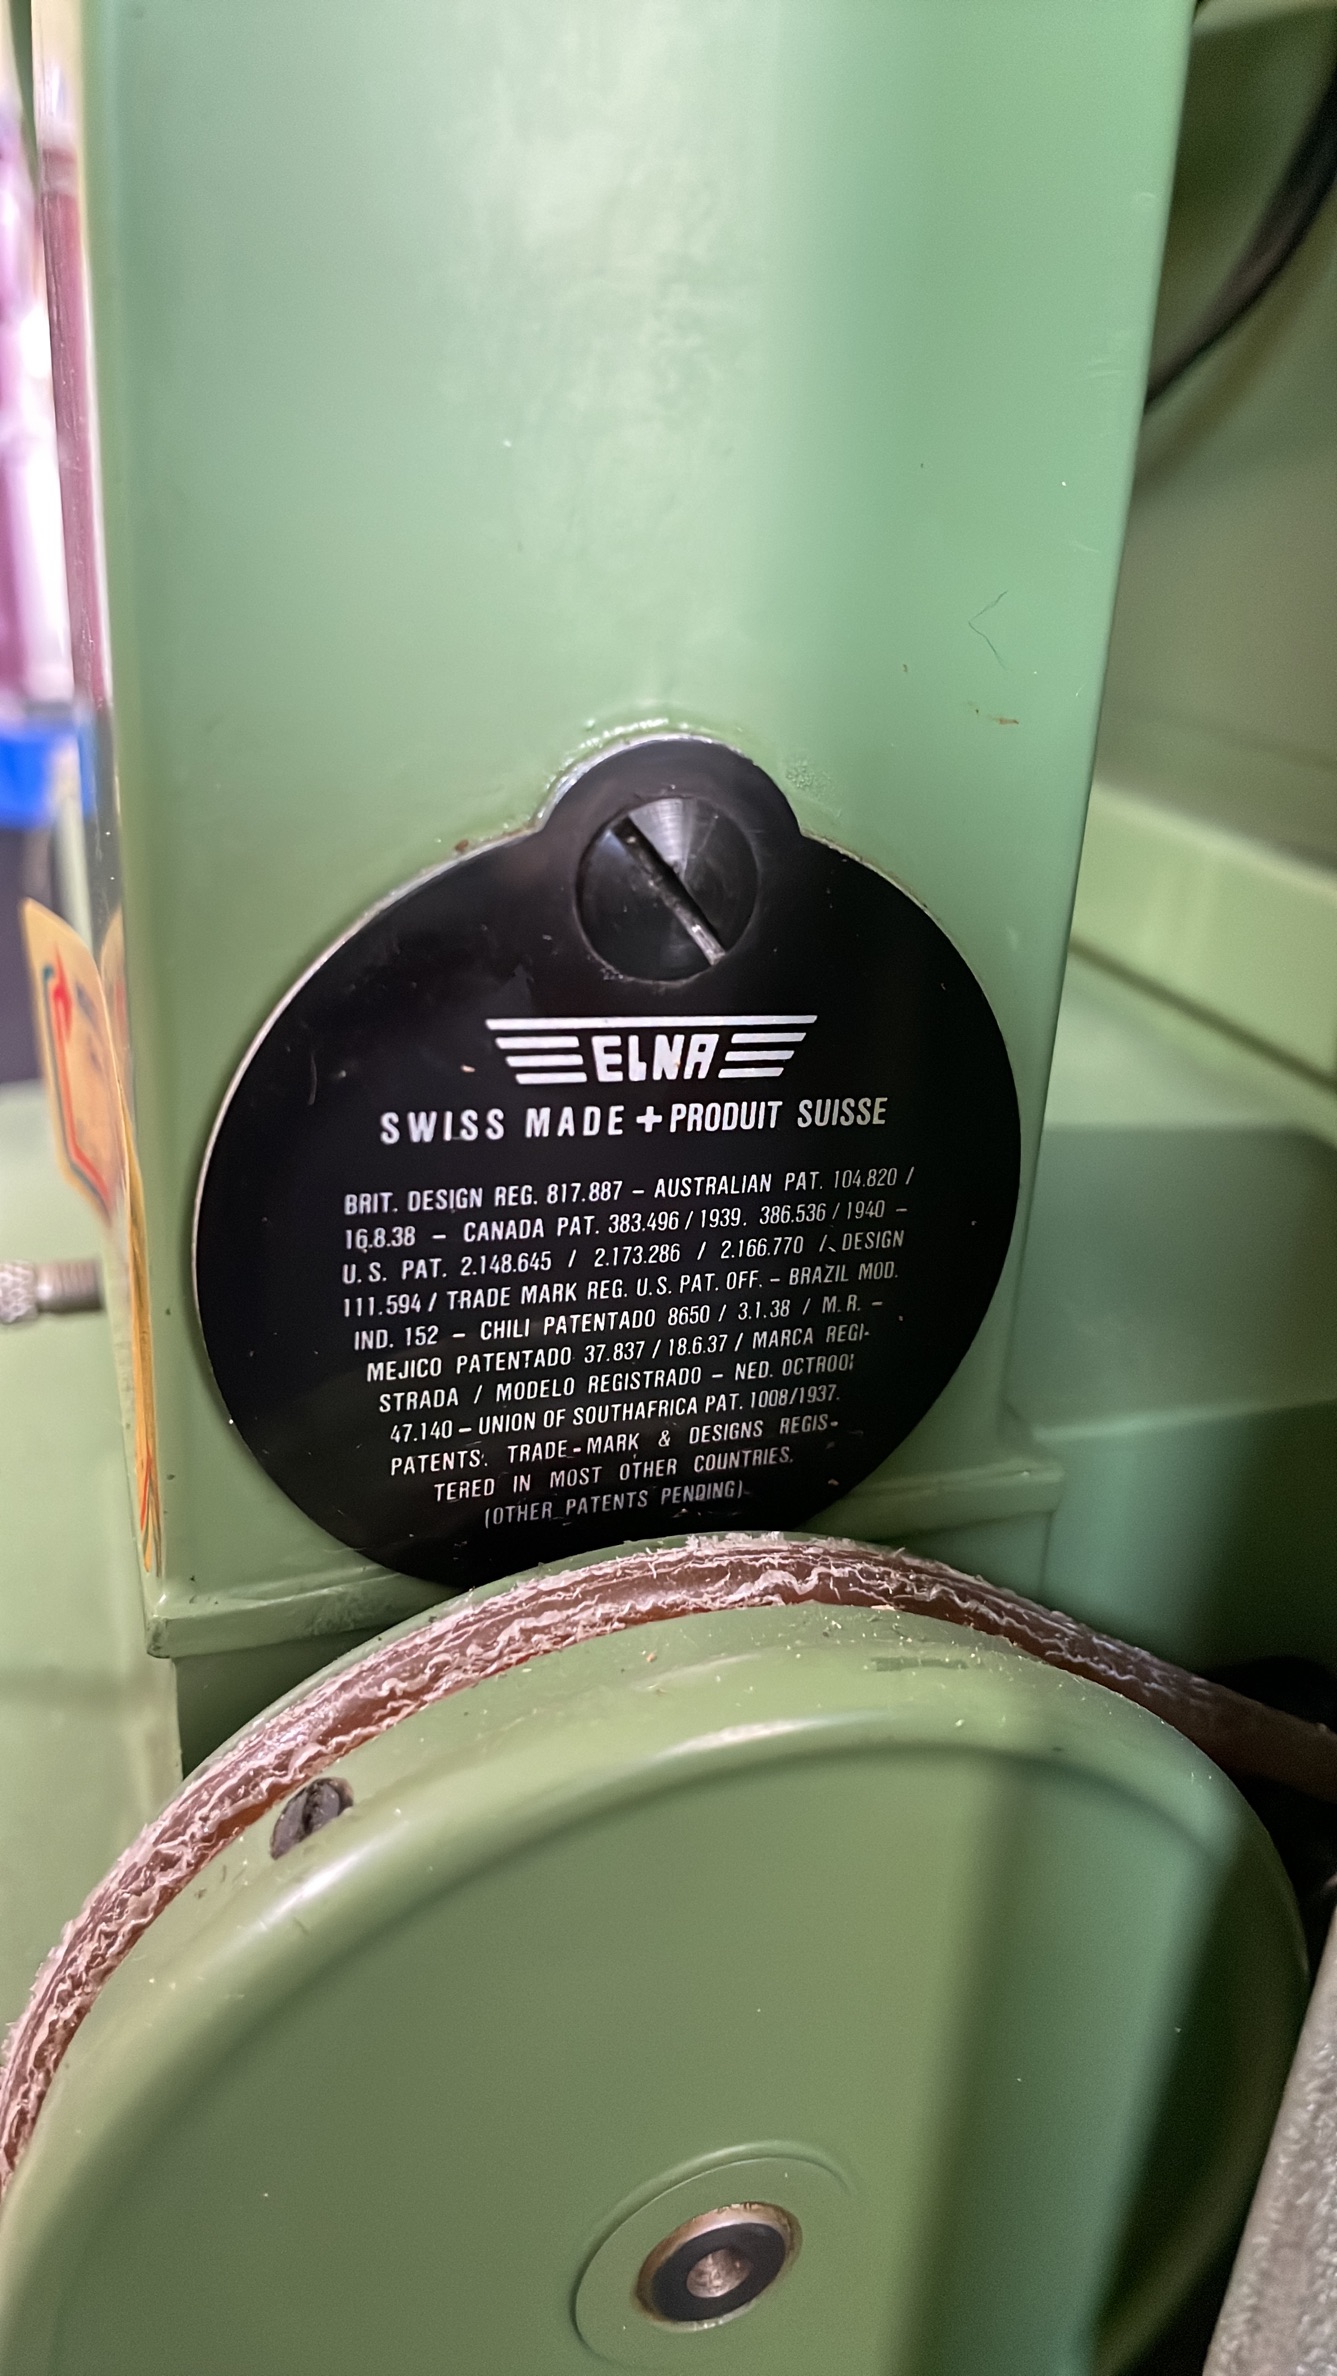 ELNA
SWISS MADE + PRODUIT SUISSE
BRIT. DESIGN REG. 817.887 – AUSTRALIAN PAT. 104.820 /
16.8.38 – CANADA PAT. 383.496 / 1939. 386.536 / 1940 –
U.S. PAT. 2.148.645 / 2.173.286 / 2.166.770 / DESIGN
111.594 / TRADE MARK REG. U.S. PAT. OFF. – BRAZIL MOD.
IND. 152 – CHILI PATENTADO 8650 / 3.1.38 / M.R. –
MEJICO PATENTADO 37.837 / 18.6.37 / MARCA REGI-
STRADA / MODELO REGISTRADO – NED. OCTROOI
47.140 – UNION OF SOUTHAFRICA PAT. 1008/1937.
PATENTS. TRADE-MARK & DESIGNS REGIS-
TERED IN MOST OTHER COUNTRIES.
(OTHER PATENTS PENDING)